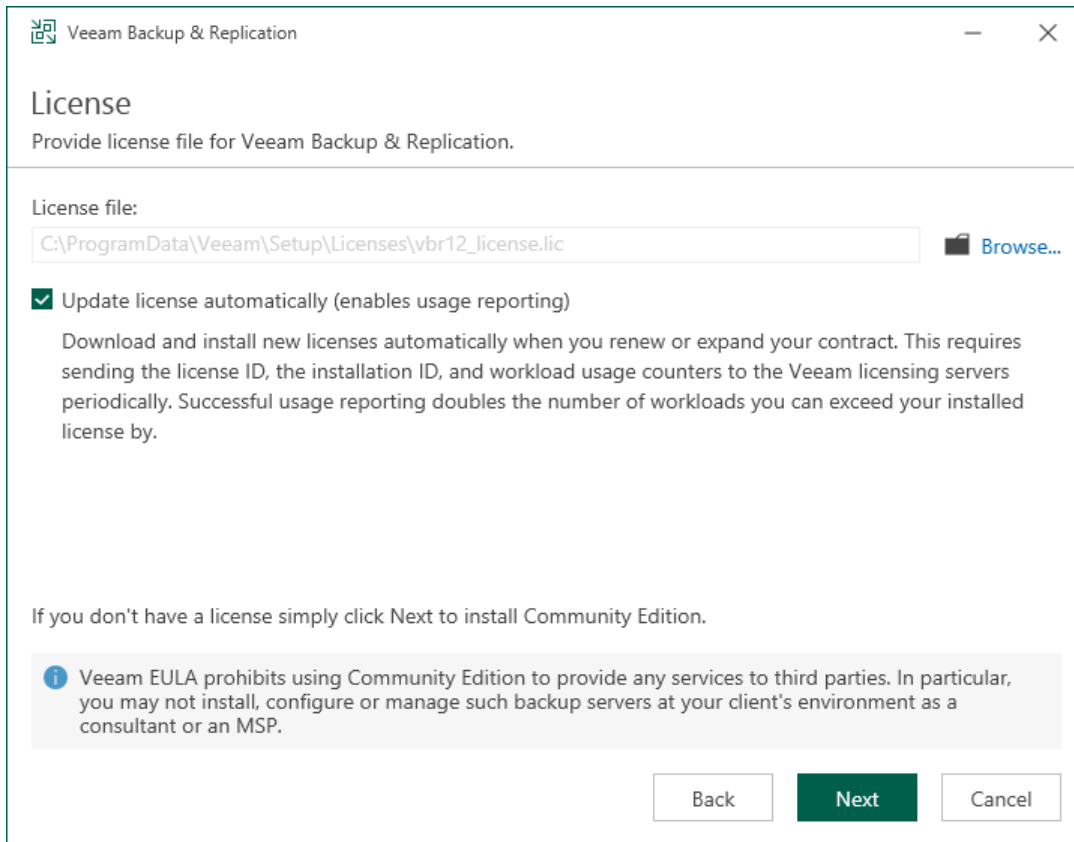 Veeam Backup & Replication
License
Provide license file for Veeam Backup & Replication.
License file:
C:\ProgramData\Veeam\Setup\Licenses\vbr12_license.lic
Browse...
Update license automatically (enables usage reporting)
Download and install new licenses automatically when you renew or expand your contract. This requires
sending the license ID, the installation ID, and workload usage counters to the Veeam licensing servers
periodically. Successful usage reporting doubles the number of workloads you can exceed your installed
license by.
If you don't have a license simply click Next to install Community Edition.
Veeam EULA prohibits using Community Edition to provide any services to third parties. In particular,
you may not install, configure or manage such backup servers at your client's environment as a
consultant or an MSP.
Back
Next
Cancel